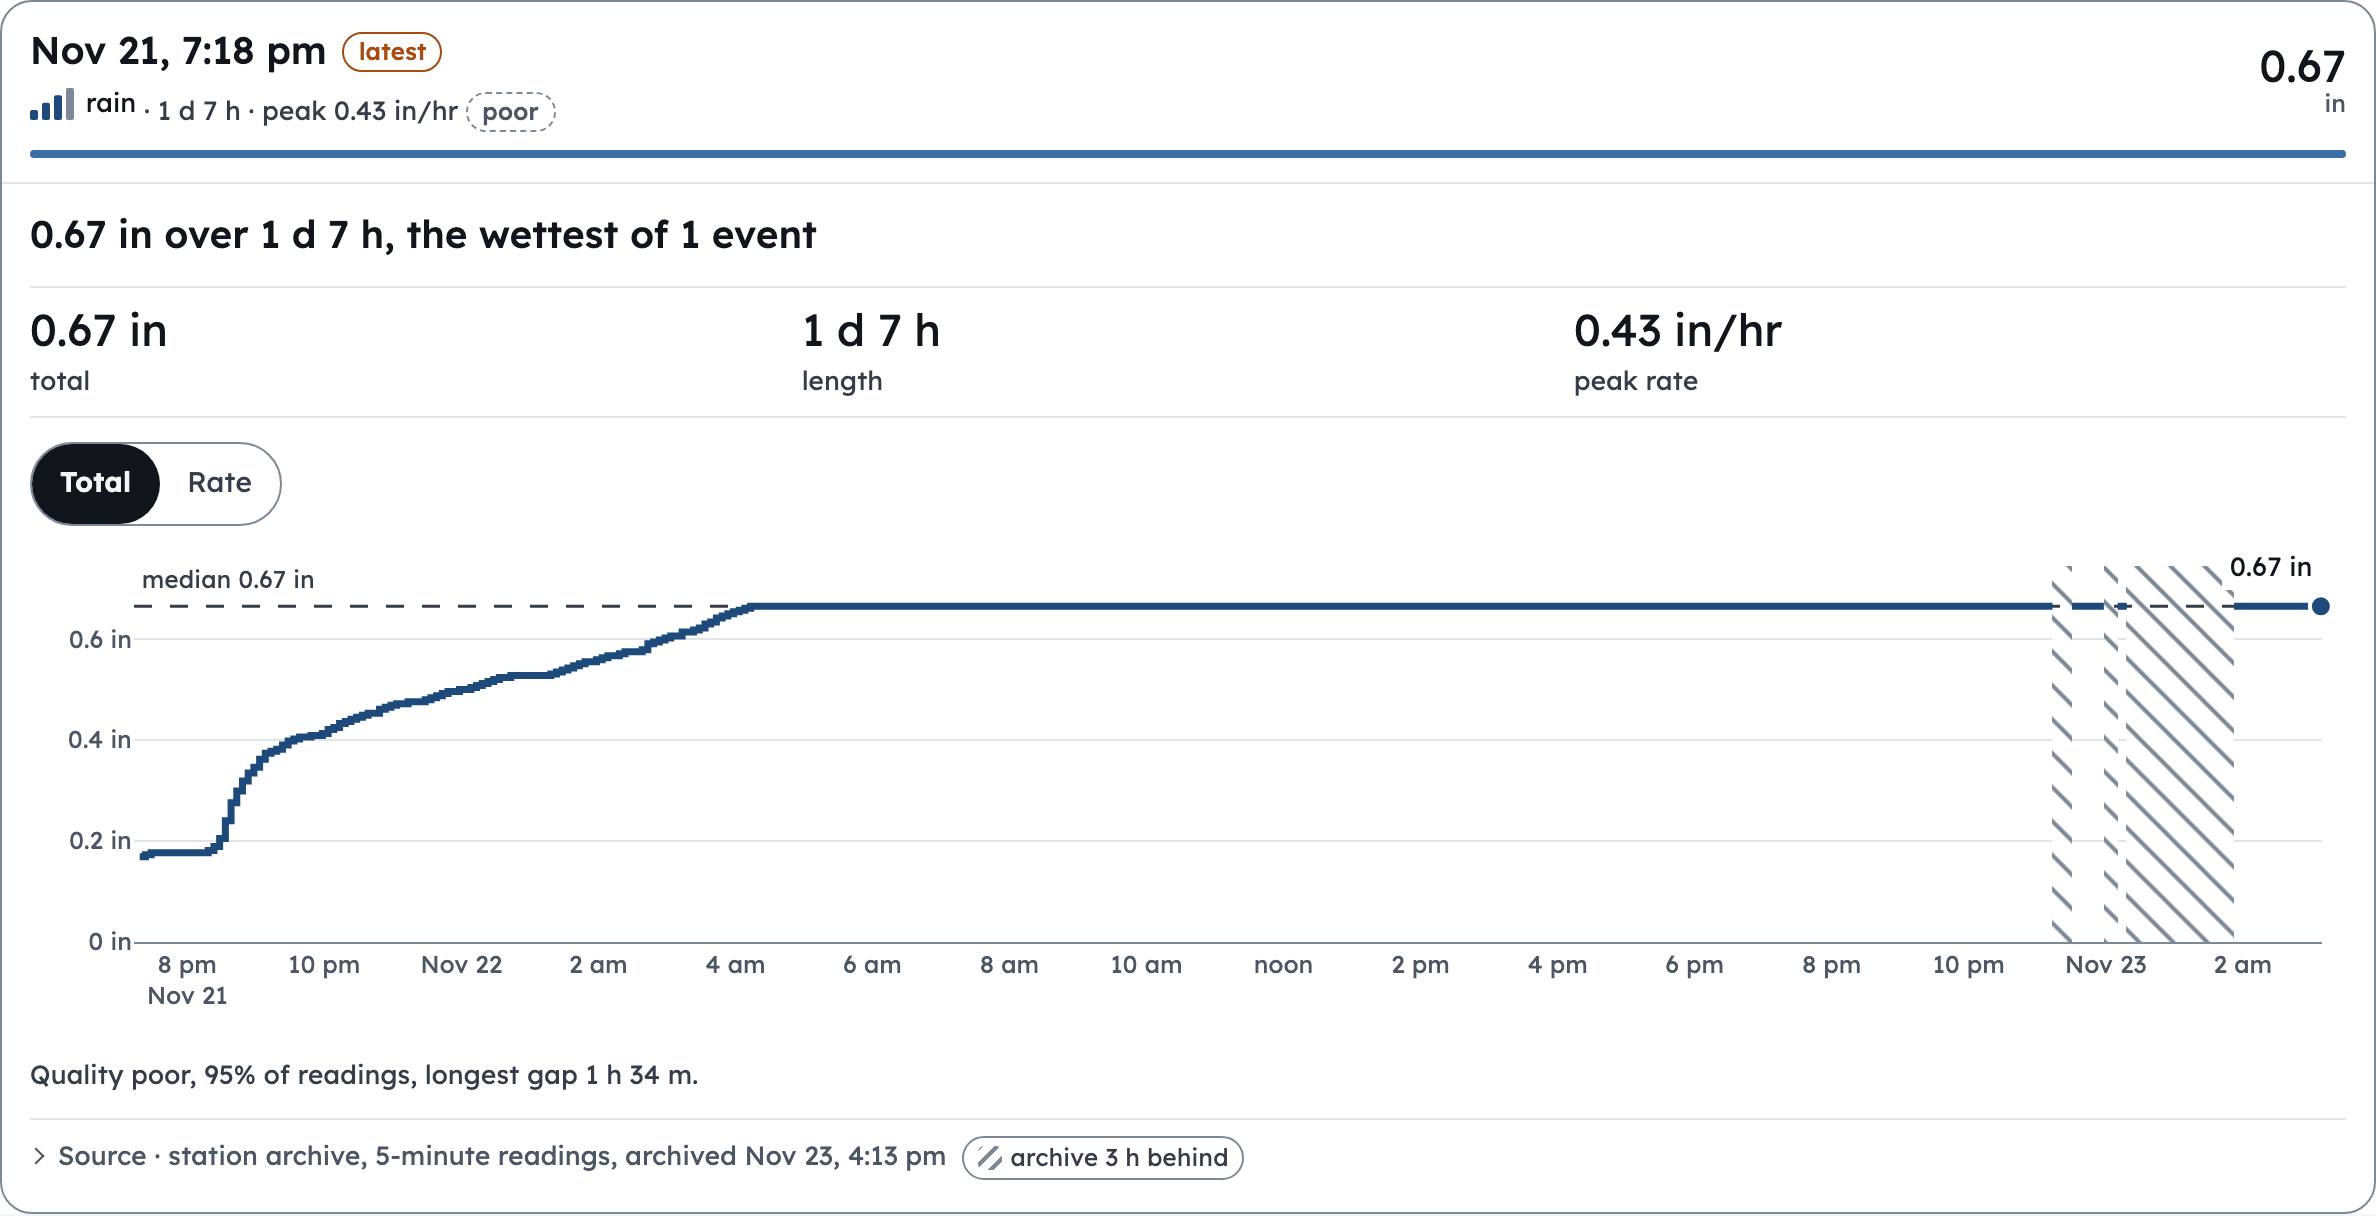 Nov 21, 7:18 pm latest
0.67
in
rain · 1 d 7 h · peak 0.43 in/hr poor
0.67 in over 1 d 7 h, the wettest of 1 event
0.67 in
total
1 d 7 h
length
0.43 in/hr
peak rate
Total Rate
median 0.67 in
0.67 in
0.6 in
0.4 in
0.2 in
0 in
8 pm 10 pm Nov 22 2 am 4 am 6 am 8 am 10 am noon 2 pm 4 pm 6 pm 8 pm 10 pm Nov 23 2 am
Nov 21
Quality poor, 95% of readings, longest gap 1 h 34 m.
Source · station archive, 5-minute readings, archived Nov 23, 4:13 pm archive 3 h behind